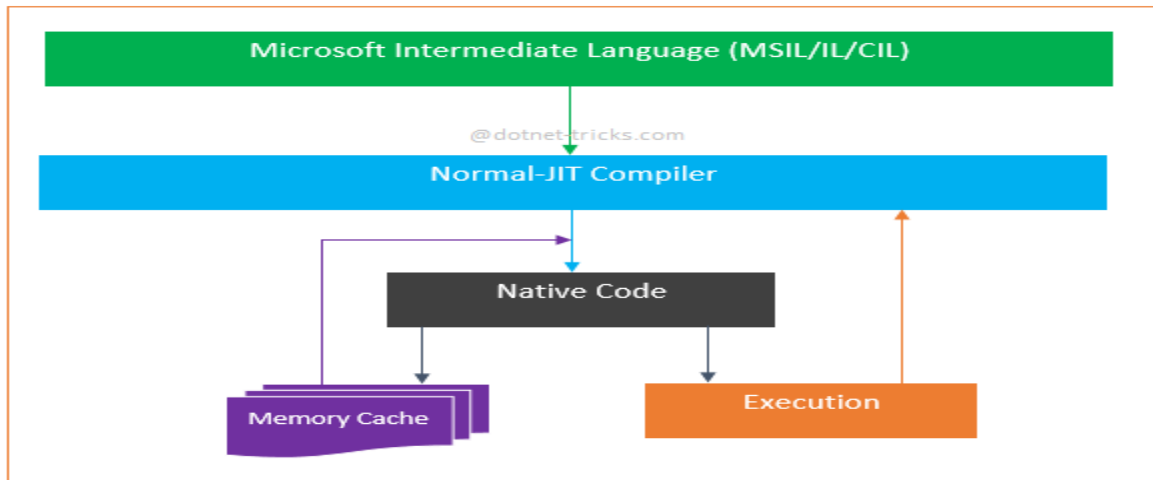 Microsoft Intermediate Language (MSIL/IL/CIL)
@dotnet-tricks.com
Normal-JIT Compiler
Native Code
Memory Cache
Execution